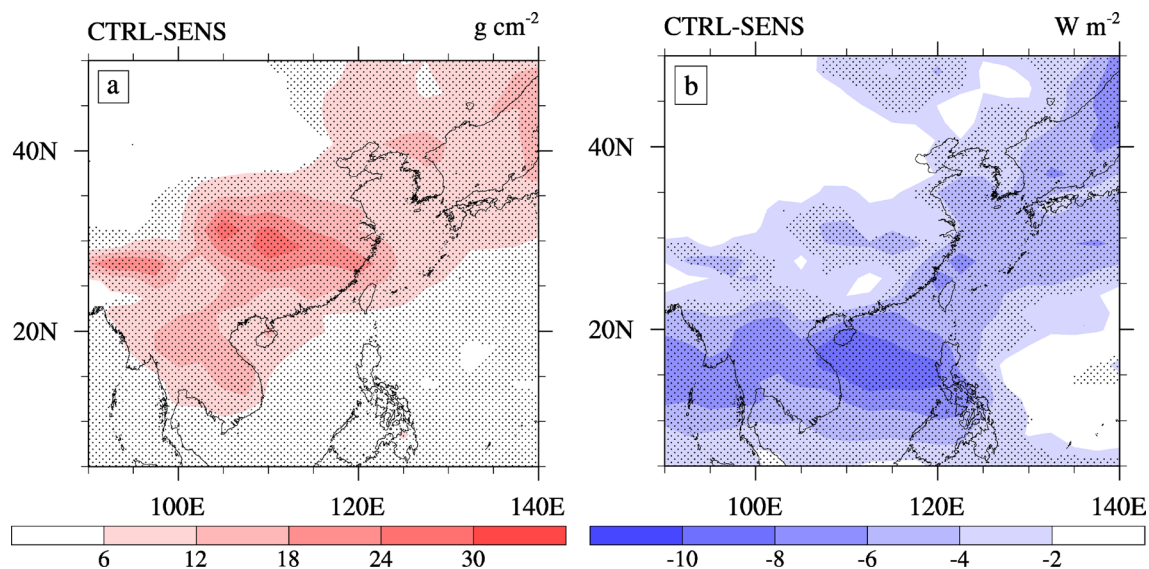 CTRL-SENS g cm-2
a
40N
20N
100E 120E 140E
6 12 18 24 30
CTRL-SENS W m-2
b
40N
20N
100E 120E 140E
-10 -8 -6 -4 -2